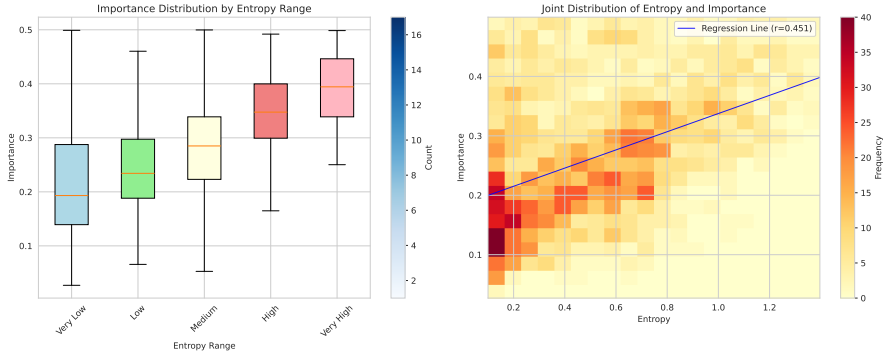 Importance Distribution by Entropy Range
Importance
0.5
0.4
0.3
0.2
0.1
Very Low
Low
Medium
High
Very High
Entropy Range
16
14
12
10
8
6
4
2
Count
Joint Distribution of Entropy and Importance
Regression Line (r=0.451)
Importance
0.4
0.3
0.2
0.1
0.2
0.4
0.6
0.8
1.0
1.2
Entropy
40
35
30
25
20
15
10
5
0
Frequency